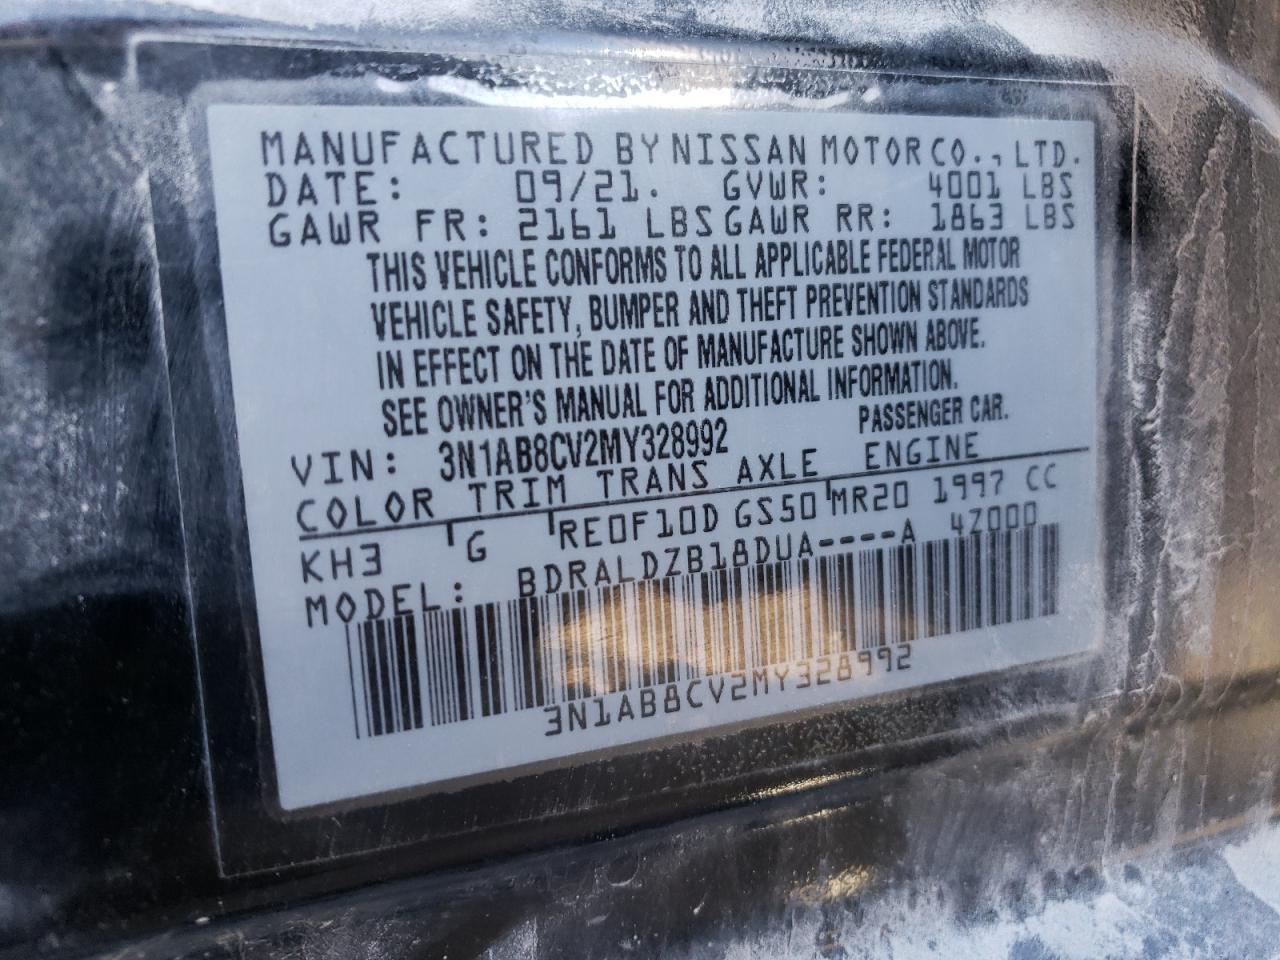 MANUFACTURED BY NISSAN MOTOR CO., LTD.
DATE: 09/21. GVWR: 4001 LBS
GAWR FR: 2161 LBS GAWR RR: 1863 LBS
THIS VEHICLE CONFORMS TO ALL APPLICABLE FEDERAL MOTOR
VEHICLE SAFETY, BUMPER AND THEFT PREVENTION STANDARDS
IN EFFECT ON THE DATE OF MANUFACTURE SHOWN ABOVE.
SEE OWNER'S MANUAL FOR ADDITIONAL INFORMATION.
VIN: 3N1AB8CV2MY328992 PASSENGER CAR.
COLOR TRIM TRANS AXLE ENGINE
KH3 G RE0F10D GS50 MR20 1997 CC
MODEL: BDRALDZB18DUA----A 4Z000
3N1AB8CV2MY328992